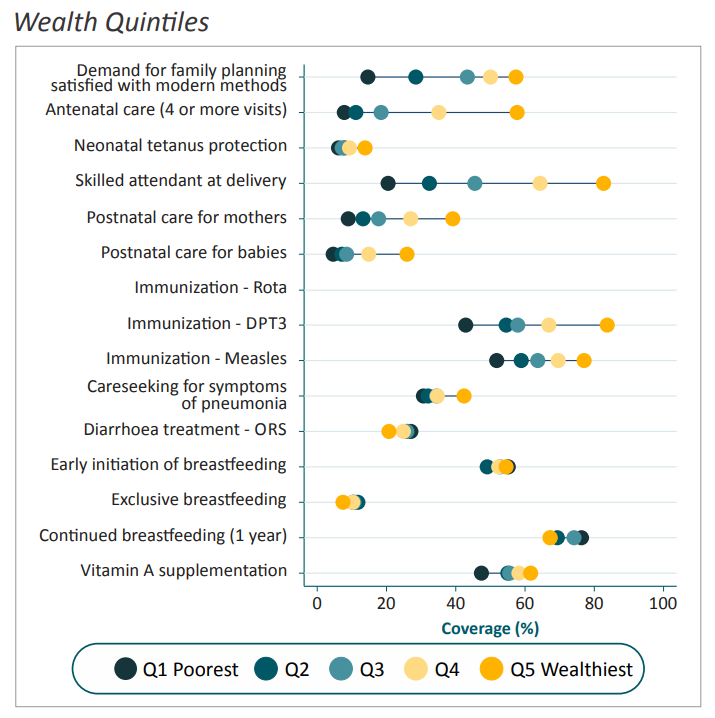 Wealth Quintiles
Demand for family planning
satisfied with modern methods
Antenatal care (4 or more visits)
Neonatal tetanus protection
Skilled attendant at delivery
Postnatal care for mothers
Postnatal care for babies
Immunization - Rota
Immunization - DPT3
Immunization - Measles
Careseeking for symptoms
of pneumonia
Diarrhoea treatment - ORS
Early initiation of breastfeeding
Exclusive breastfeeding
Continued breastfeeding (1 year)
Vitamin A supplementation
0 20 40 60 80 100
Coverage (%)
Q1 Poorest Q2 Q3 Q4 Q5 Wealthiest